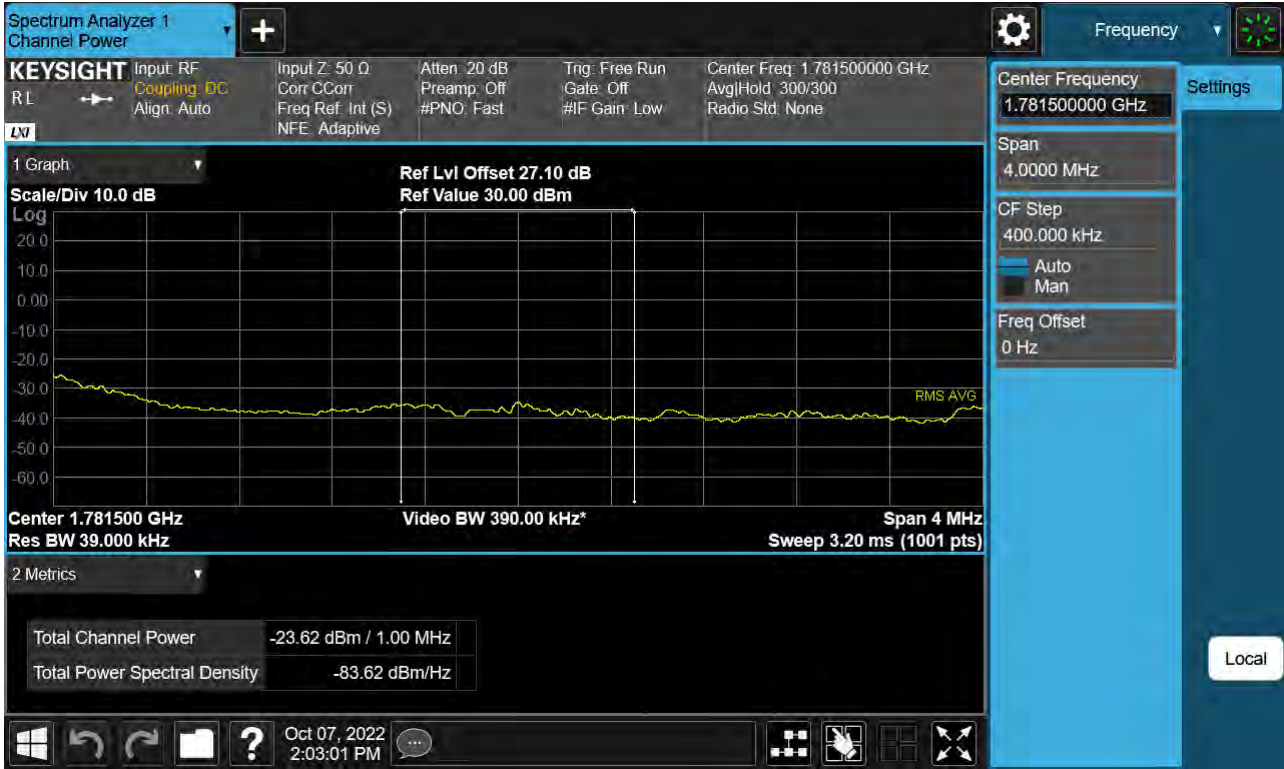 Spectrum Analyzer 1
Channel Power
+
Frequency
KEYSIGHT
RL
LXI
Input: RF
Coupling: DC
Align: Auto
Input Z: 50 Ω
Corr CCorr
Freq Ref: Int (S)
NFE: Adaptive
Atten: 20 dB
Preamp: Off
#PNO: Fast
Trig: Free Run
Gate: Off
#IF Gain: Low
Center Freq: 1.781500000 GHz
Avg|Hold: 300/300
Radio Std: None
Center Frequency
1.781500000 GHz
Settings
Span
4.0000 MHz
CF Step
400.000 kHz
Auto
Man
Freq Offset
0 Hz
Local
1 Graph
Scale/Div 10.0 dB
Ref Lvl Offset 27.10 dB
Ref Value 30.00 dBm
Log
20.0
10.0
0.00
-10.0
-20.0
-30.0
-40.0
-50.0
-60.0
RMS AVG
Center 1.781500 GHz
Res BW 39.000 kHz
Video BW 390.00 kHz*
Span 4 MHz
Sweep 3.20 ms (1001 pts)
2 Metrics
Total Channel Power -23.62 dBm / 1.00 MHz
Total Power Spectral Density -83.62 dBm/Hz
?
Oct 07, 2022
2:03:01 PM